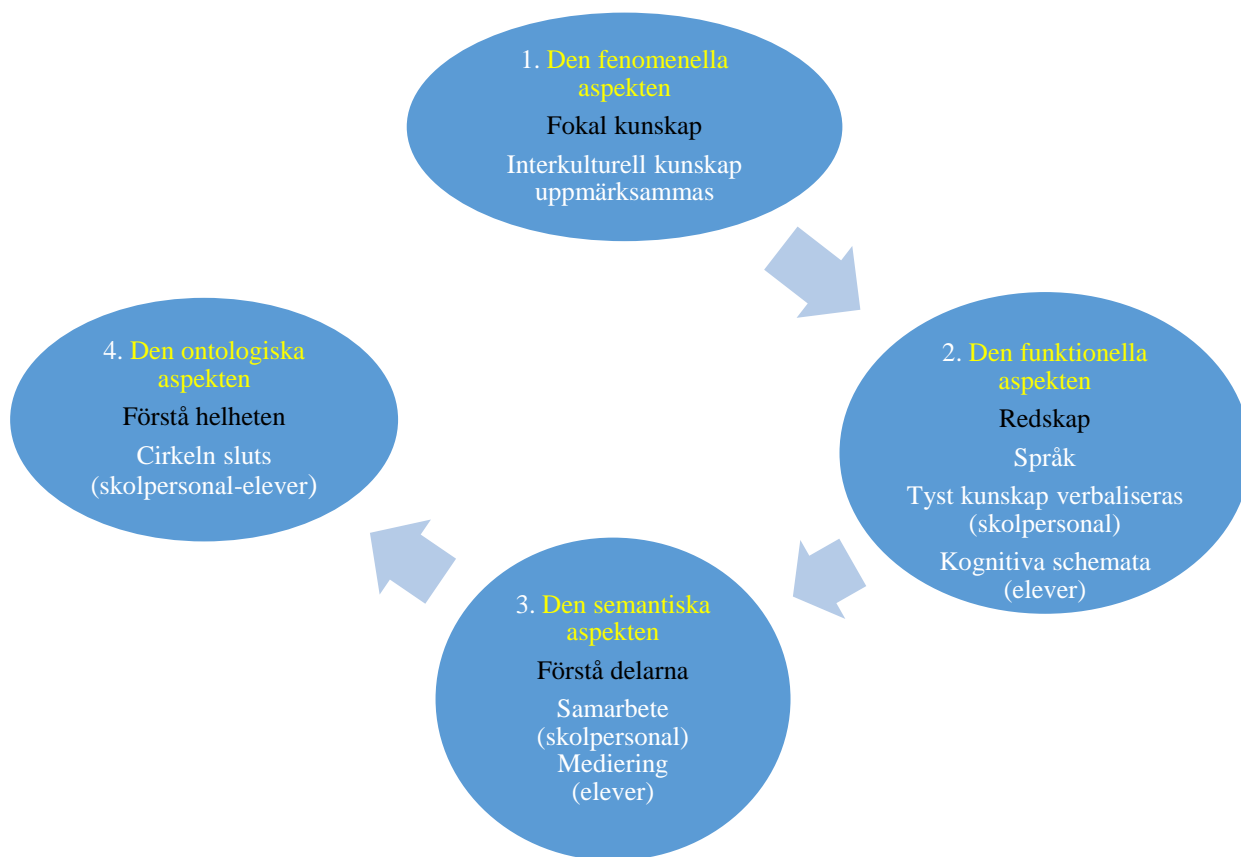 1. Den fenomenella
aspekten
Fokal kunskap
Interkulturell kunskap
uppmärksammas
2. Den funktionella
aspekten
Redskap
Språk
Tyst kunskap verbaliseras
(skolpersonal)
Kognitiva schemata
(elever)
3. Den semantiska
aspekten
Förstå delarna
Samarbete
(skolpersonal)
Mediering
(elever)
4. Den ontologiska
aspekten
Förstå helheten
Cirkeln sluts
(skolpersonal-elever)